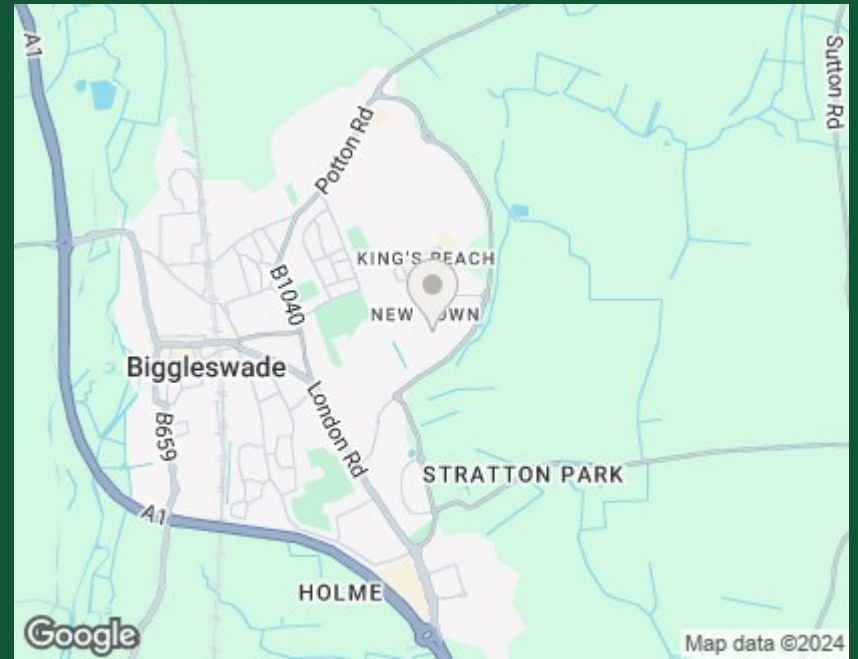 A1
Sutton Rd
Potton Rd
KING'S REACH
B1040
NEW TOWN
Biggleswade
London Rd
B659
STRATTON PARK
A1
HOLME
Google
Map data ©2024